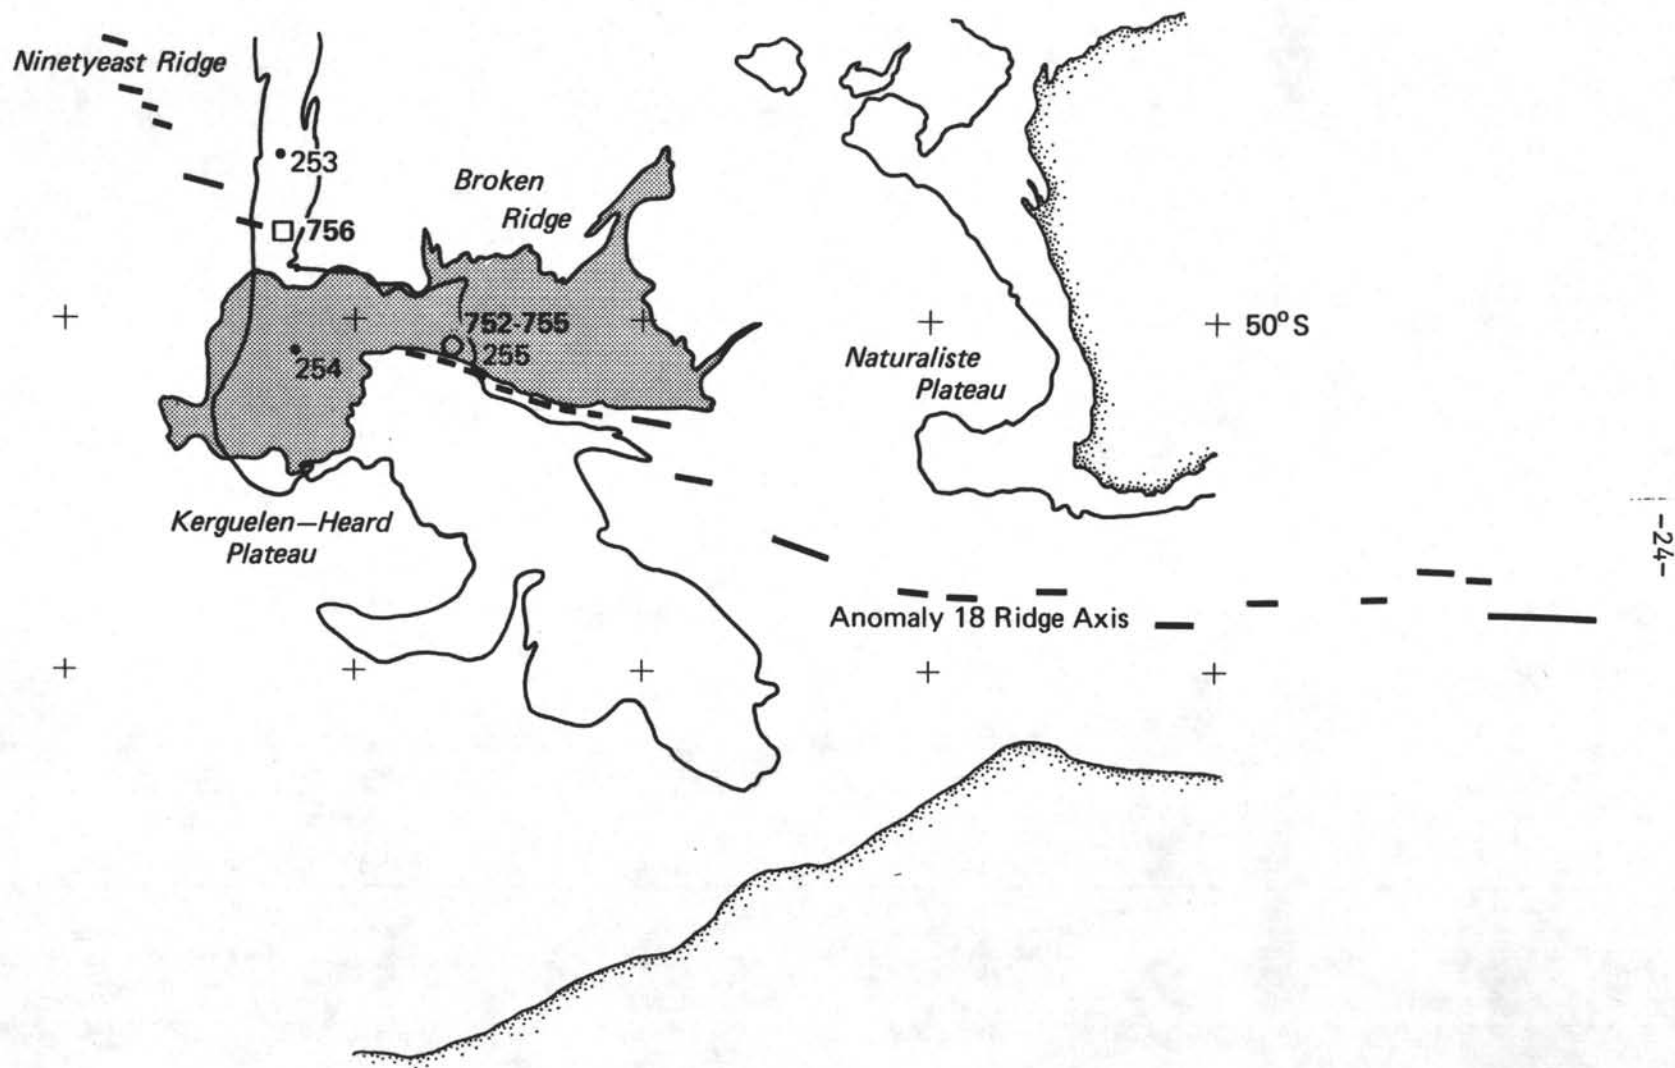 Ninetyeast Ridge
253
756
Broken
Ridge
752-755
255
254
50°S
Naturaliste
Plateau
Kerguelen–Heard
Plateau
Anomaly 18 Ridge Axis
-24-